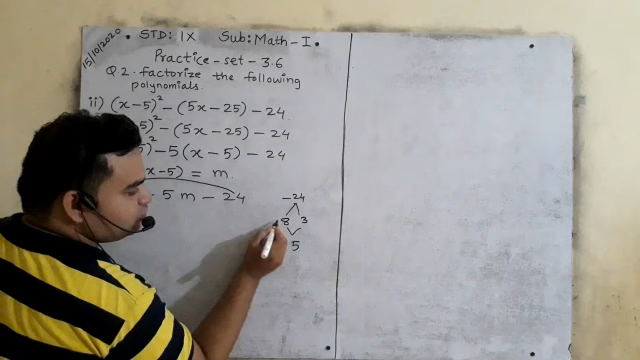 15/10/2020
STD: IX Sub: Math-I.
Practice-set-3.6
Q2. factorize the following
polynomials.
ii) (x-5)² - (5x-25) - 24
5)² - (5x-25) - 24
5)² - 5(x-5) - 24
x-5) = m.
- 5m - 24
-24
8 3
5